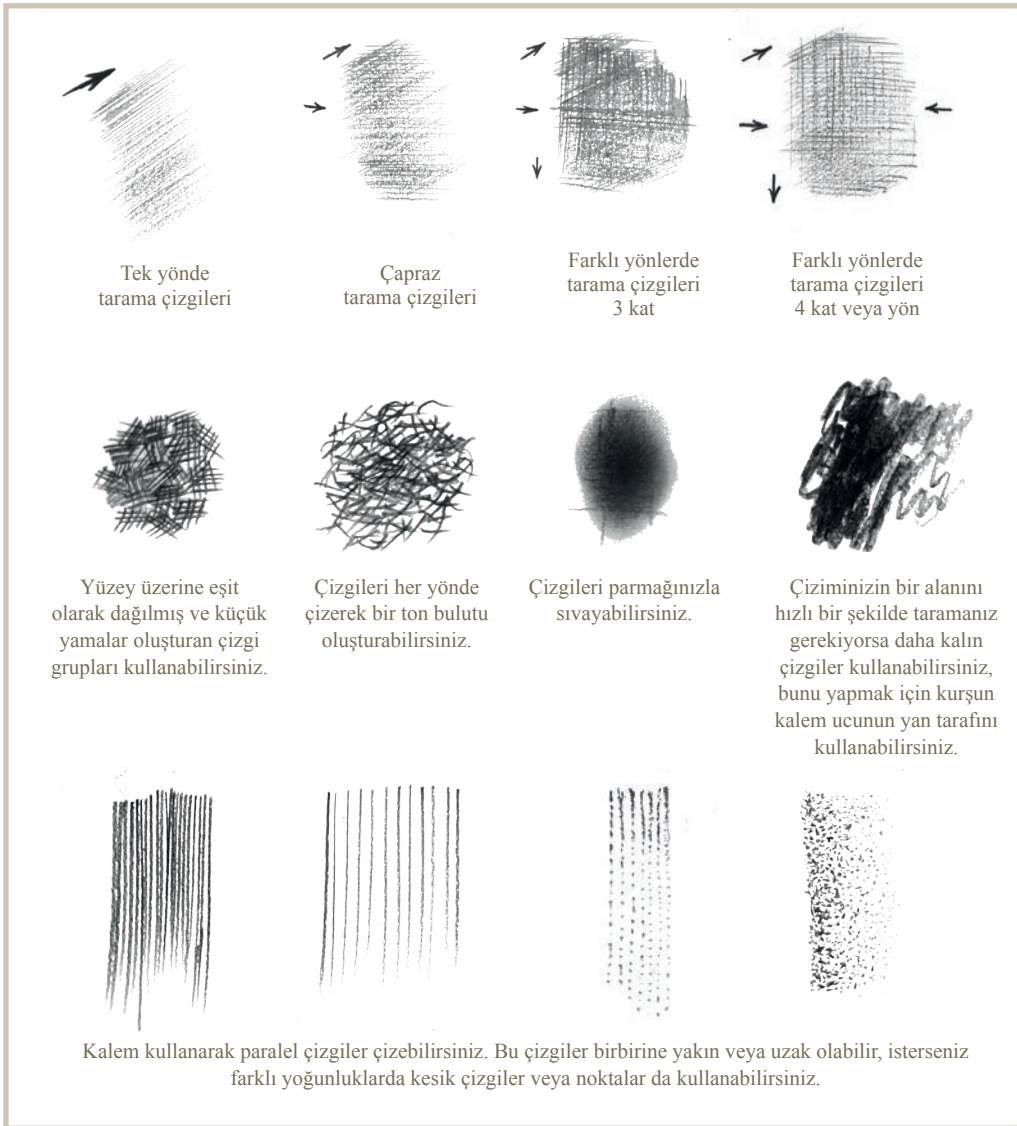 Tek yönde
tarama çizgileri
Çapraz
tarama çizgileri
Farklı yönlerde
tarama çizgileri
3 kat
Farklı yönlerde
tarama çizgileri
4 kat veya yön
Yüzey üzerine eşit
olarak dağılmış ve küçük
yamalar oluşturan çizgi
grupları kullanabilirsiniz.
Çizgileri her yönde
çizerek bir ton bulutu
oluşturabilirsiniz.
Çizgileri parmağınızla
sıvayabilirsiniz.
Çiziminizin bir alanını
hızlı bir şekilde taramanız
gerekiyorsa daha kalın
çizgiler kullanabilirsiniz,
bunu yapmak için kurşun
kalem ucunun yan tarafını
kullanabilirsiniz.
Kalem kullanarak paralel çizgiler çizebilirsiniz. Bu çizgiler birbirine yakın veya uzak olabilir, isterseniz
farklı yoğunluklarda kesik çizgiler veya noktalar da kullanabilirsiniz.